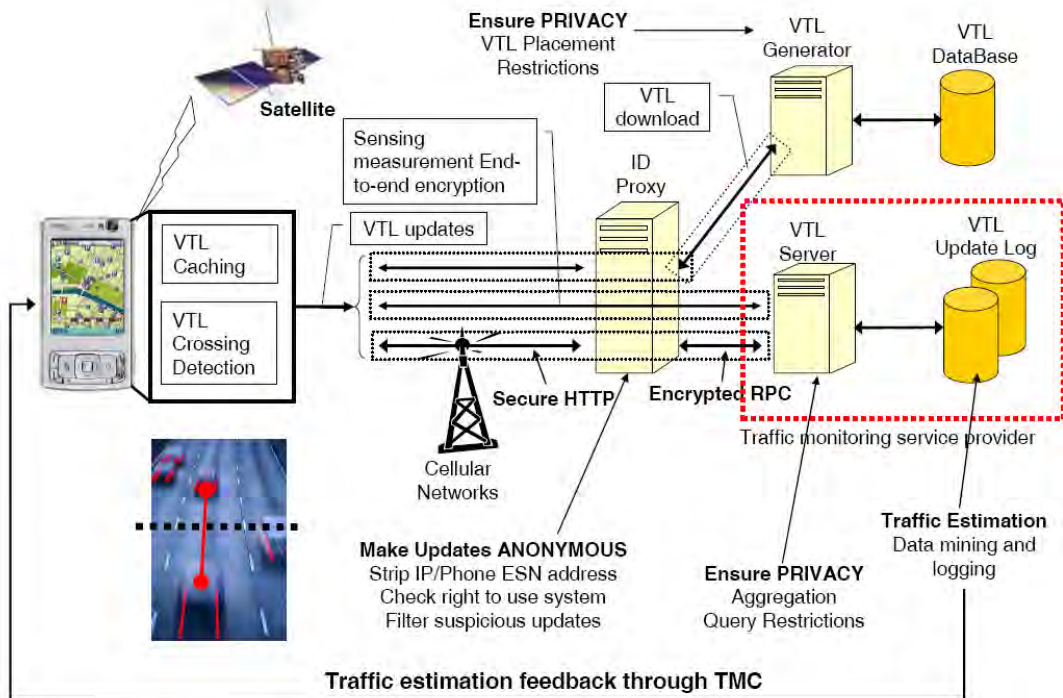 Ensure PRIVACY
VTL Placement
Restrictions
VTL
Generator
VTL
DataBase
Satellite
VTL
download
Sensing
measurement End-
to-end encryption
ID
Proxy
VTL updates
VTL
Caching
VTL
Crossing
Detection
VTL
Server
VTL
Update Log
Secure HTTP
Encrypted RPC
Traffic monitoring service provider
Cellular
Networks
Make Updates ANONYMOUS
Strip IP/Phone ESN address
Check right to use system
Filter suspicious updates
Ensure PRIVACY
Aggregation
Query Restrictions
Traffic Estimation
Data mining and
logging
Traffic estimation feedback through TMC